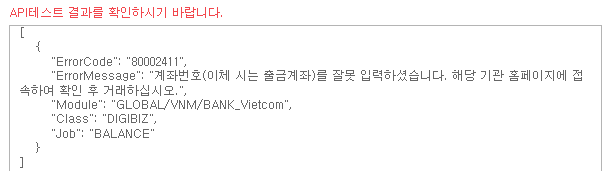 API테스트 결과를 확인하시기 바랍니다.
[
{
"ErrorCode": "80002411",
"ErrorMessage": "계좌번호(이체 시는 출금계좌)를 잘못 입력하셨습니다. 해당 기관 홈페이지에 접
속하여 확인 후 거래하십시오.",
"Module": "GLOBAL/VNM/BANK_Vietcom",
"Class": "DIGIBIZ",
"Job": "BALANCE"
}
]